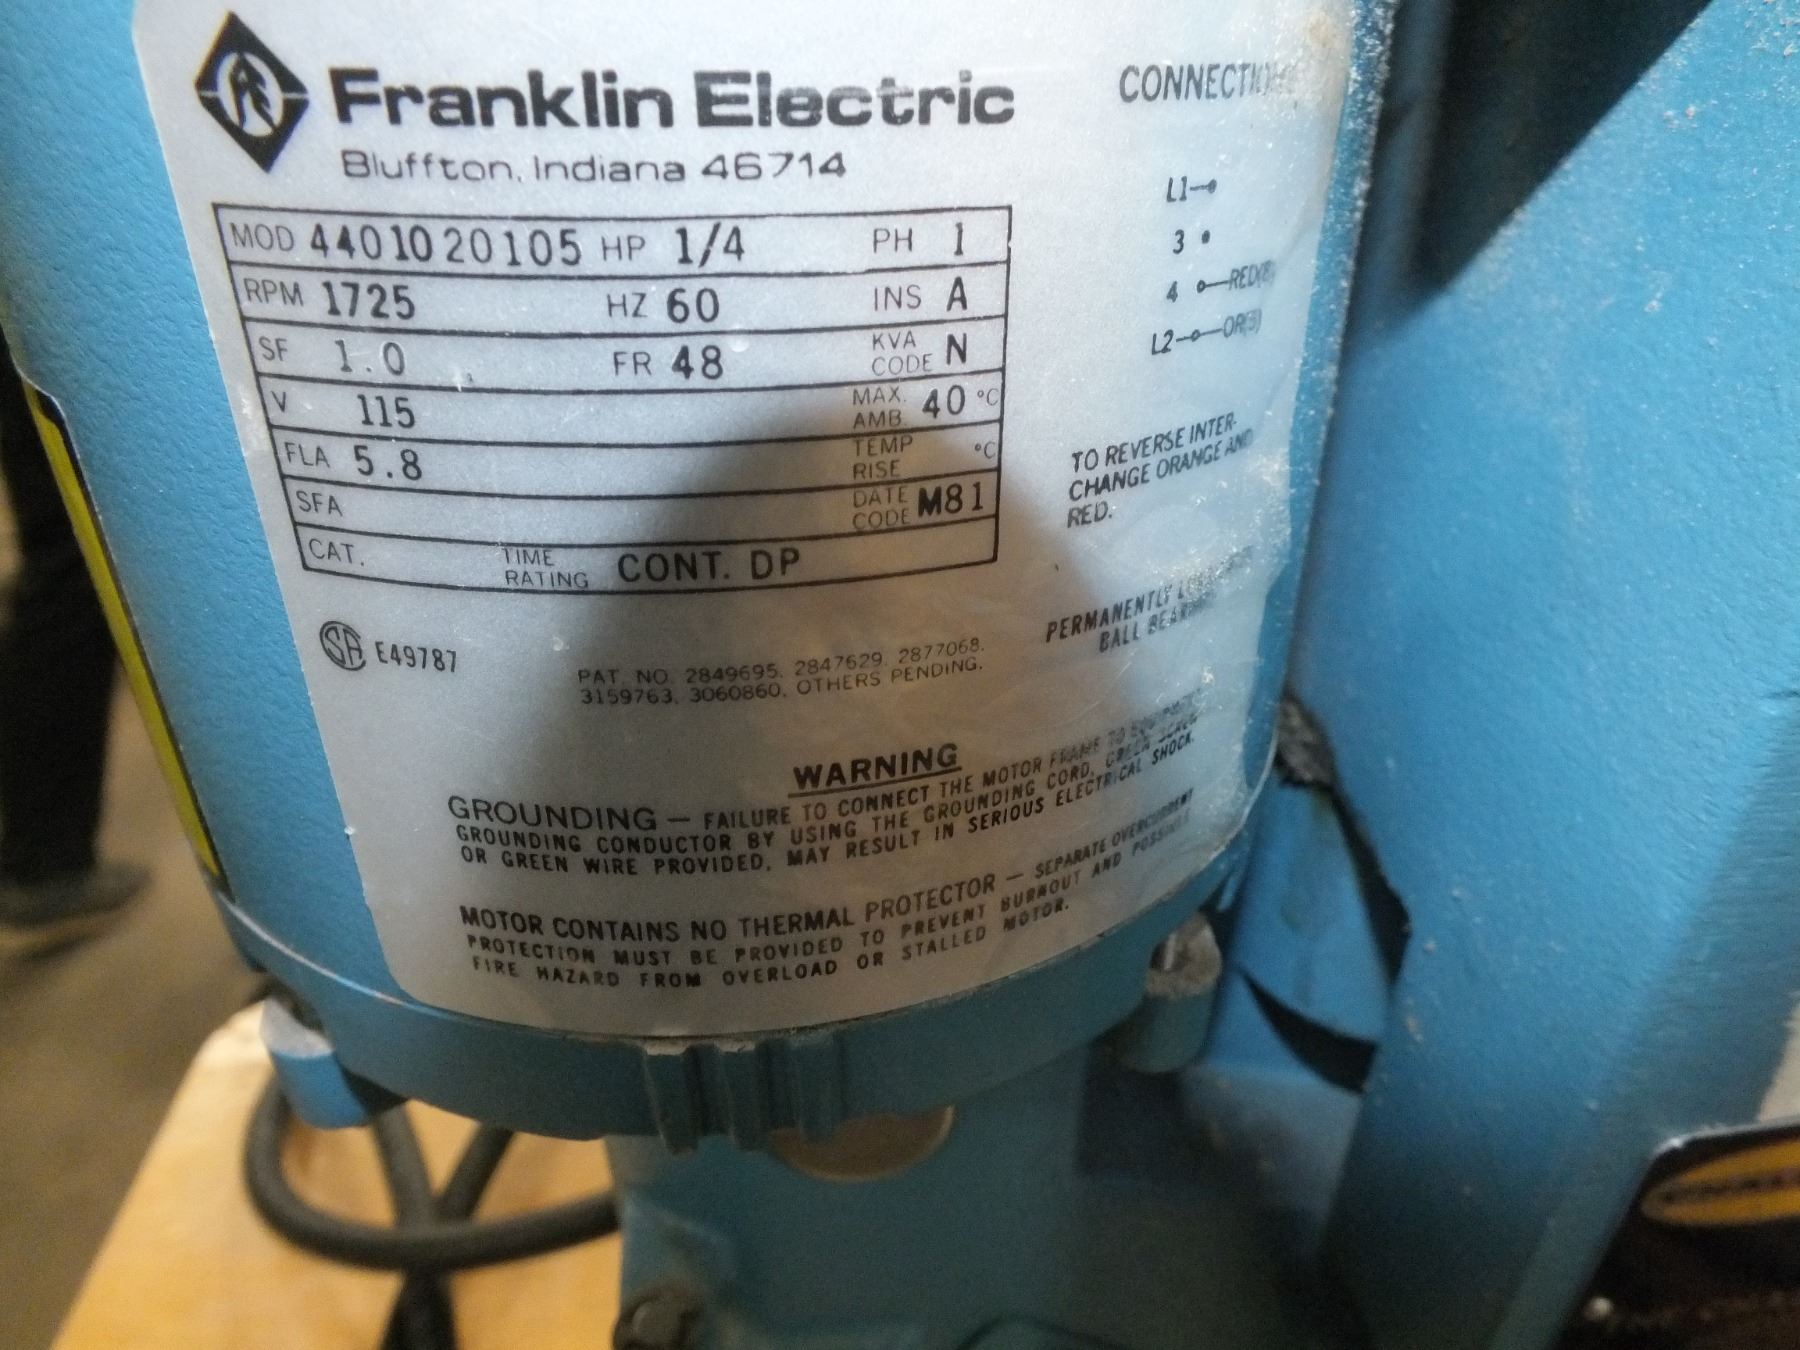 Franklin Electric
Bluffton, Indiana 46714
MOD 4401020105 HP 1/4 PH 1
RPM 1725 HZ 60 INS A
SF 1.0 FR 48 KVA CODE N
V 115 MAX. AMB. 40 °C
FLA 5.8 TEMP RISE °C
SFA DATE CODE M81
CAT. TIME RATING CONT. DP
SA E49787
PAT. NO. 2849695, 2847629, 2877068,
3159763, 3060860, OTHERS PENDING.
L1
3
4
L2
TO REVERSE INTER-
CHANGE ORANGE AND
RED.
PERMANENTLY
BALL
WARNING
GROUNDING — FAILURE TO CONNECT THE MOTOR FRAME TO
GROUNDING CONDUCTOR BY USING THE GROUNDING CORD, GREEN SCREW
OR GREEN WIRE PROVIDED, MAY RESULT IN SERIOUS ELECTRICAL SHOCK.
MOTOR CONTAINS NO THERMAL PROTECTOR — SEPARATE OVERCURRENT
PROTECTION MUST BE PROVIDED TO PREVENT BURNOUT AND POSSIBLE
FIRE HAZARD FROM OVERLOAD OR STALLED MOTOR.